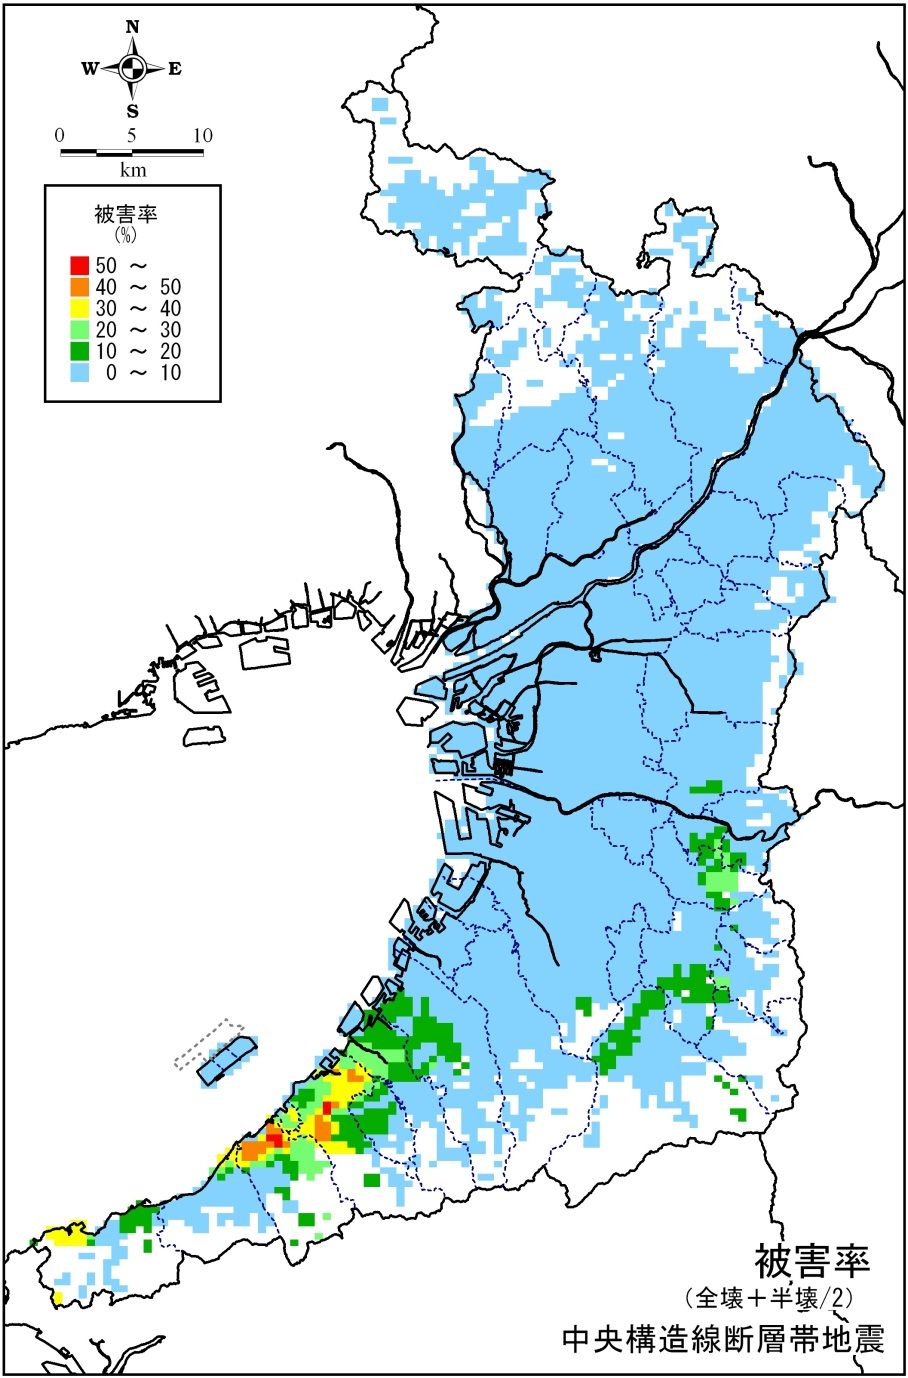 N
W E
S
0 5 10
km
被害率
(%)
50 ～
40 ～ 50
30 ～ 40
20 ～ 30
10 ～ 20
0 ～ 10
被害率
(全壊＋半壊/2)
中央構造線断層帯地震